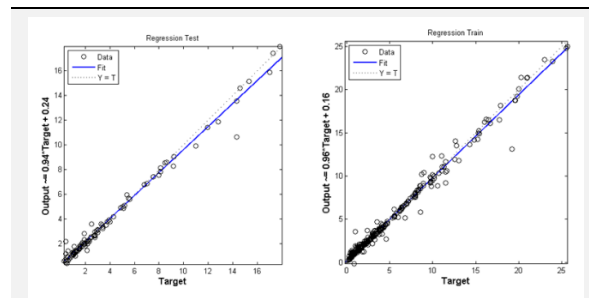 Regression Test
Data
Fit
Y = T
16
14
12
10
8
6
4
2
2 4 6 8 10 12 14 16
Output ~= 0.94*Target + 0.24
Target
Regression Train
Data
Fit
Y = T
25
20
15
10
5
0
0 5 10 15 20 25
Output ~= 0.96*Target + 0.16
Target